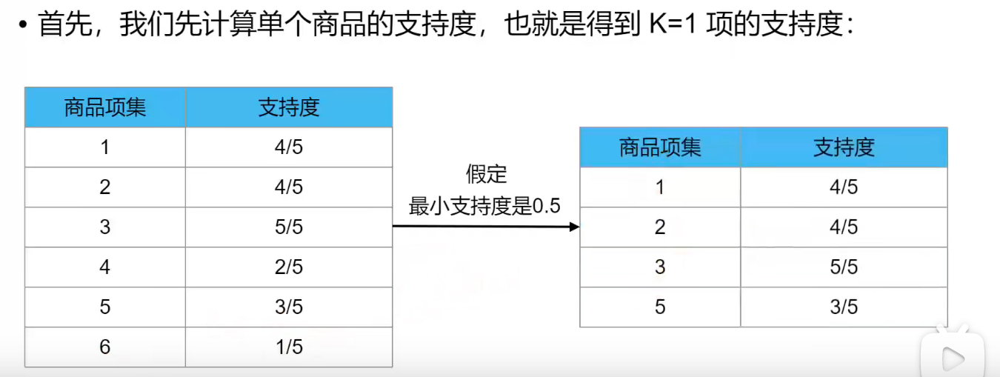 • 首先，我们先计算单个商品的支持度，也就是得到 K=1 项的支持度：
商品项集 支持度
1 4/5
2 4/5
3 5/5
4 2/5
5 3/5
6 1/5
假定
最小支持度是0.5
商品项集 支持度
1 4/5
2 4/5
3 5/5
5 3/5